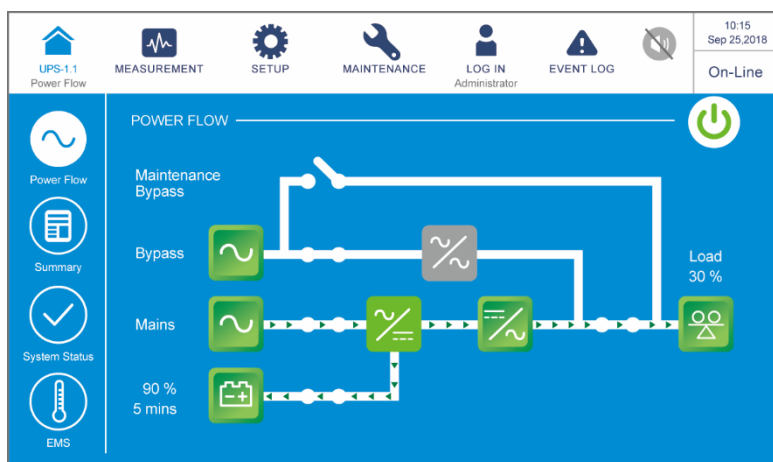 10:15
Sep 25,2018
UPS-1.1
Power Flow
MEASUREMENT
SETUP
MAINTENANCE
LOG IN
Administrator
EVENT LOG
On-Line
POWER FLOW
Power Flow
Maintenance
Bypass
Summary
Bypass
Load
30 %
Mains
System Status
90 %
5 mins
EMS